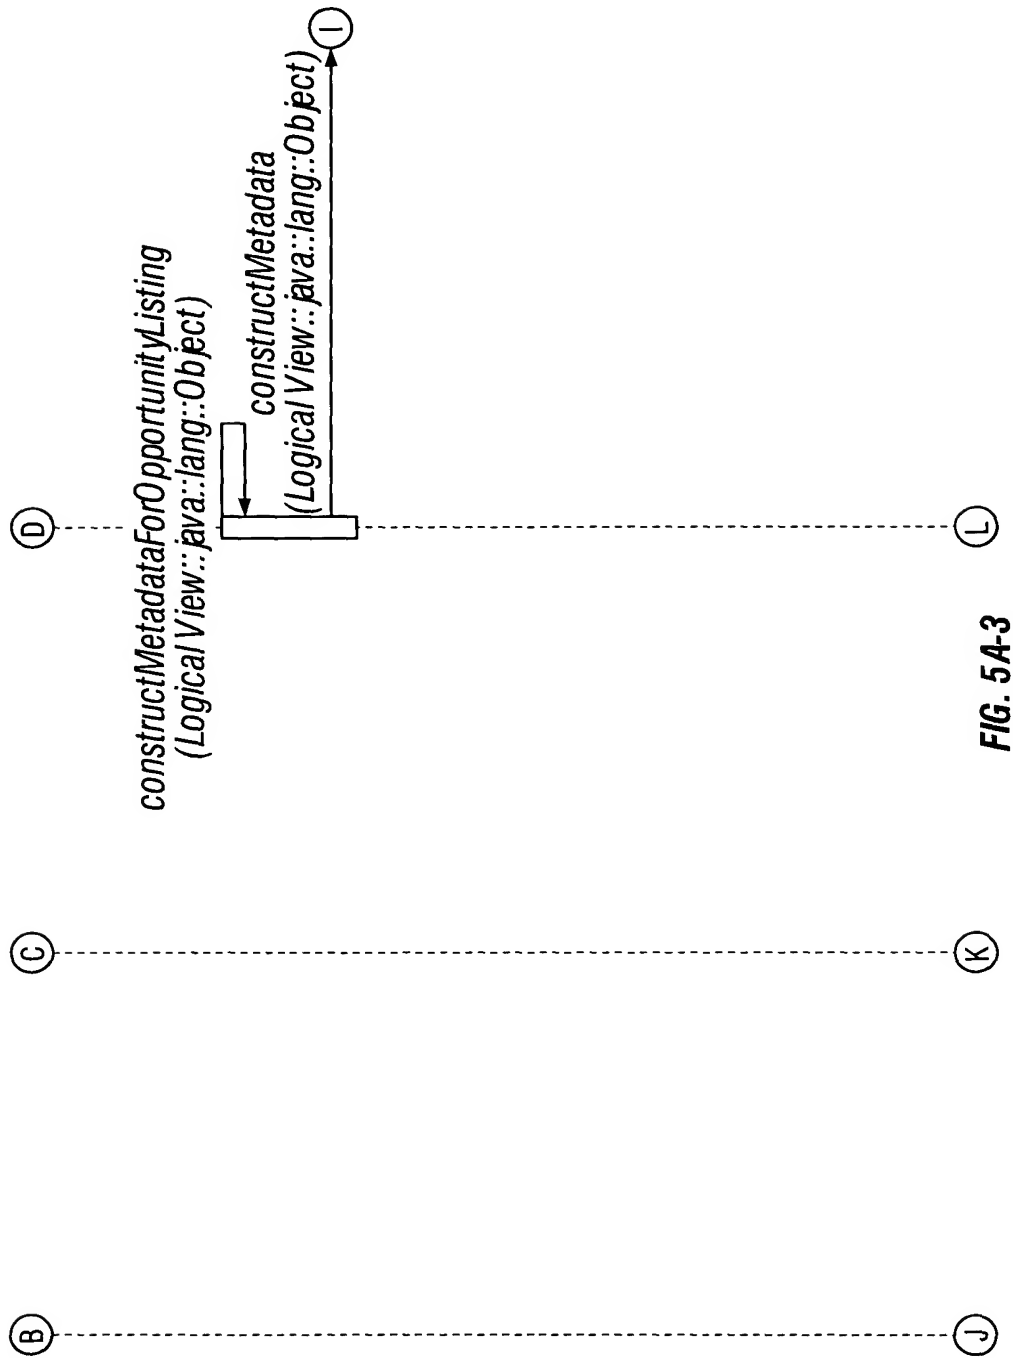 B
C
D
constructMetadataForOpportunityListing
(Logical View::java::lang::Object)
constructMetadata
(Logical View::java::lang::Object)
I
J
K
L
FIG. 5A-3